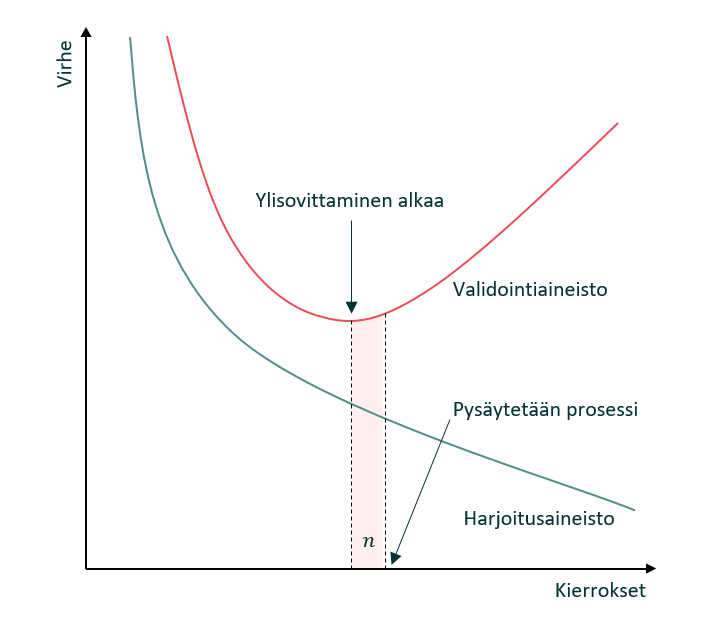 Virhe
Ylisovittaminen alkaa
Validointiaineisto
Pysäytetään prosessi
Harjoitusaineisto
n
Kierrokset